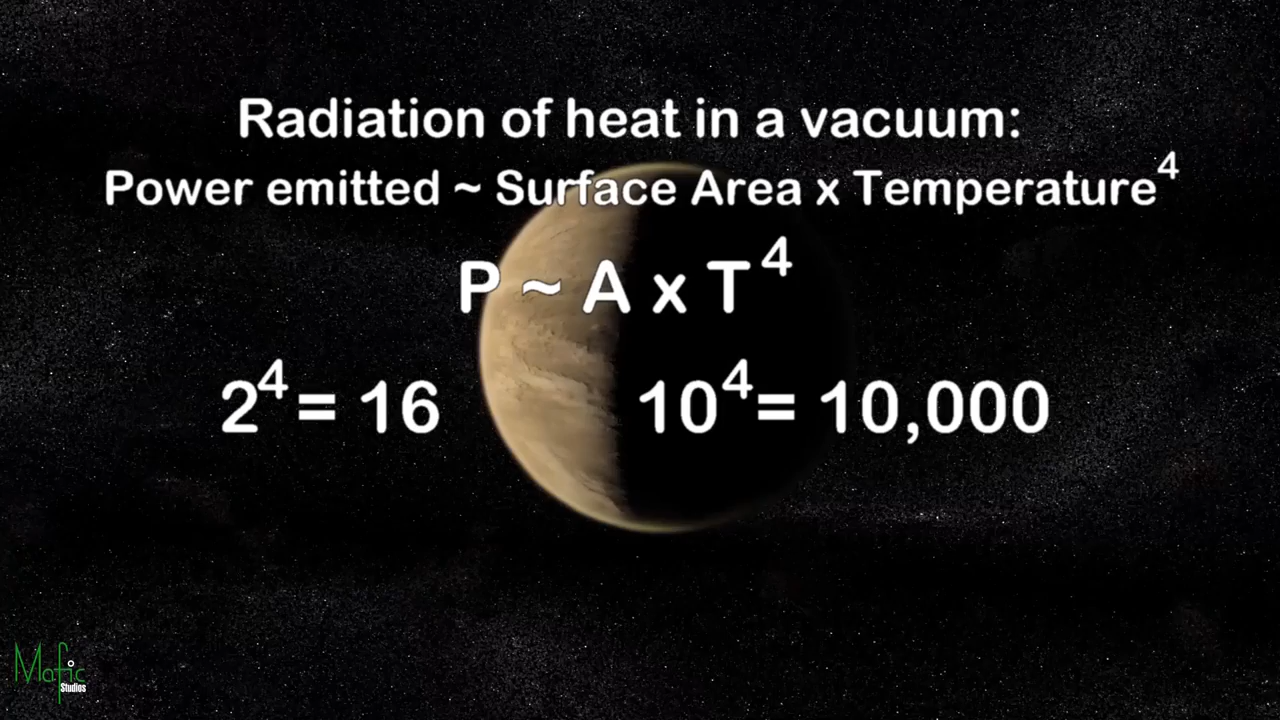 Radiation of heat in a vacuum:
Power emitted ~ Surface Area x Temperature⁴
P ~ A x T⁴
2⁴ = 16 10⁴ = 10,000
Mafic
Studios